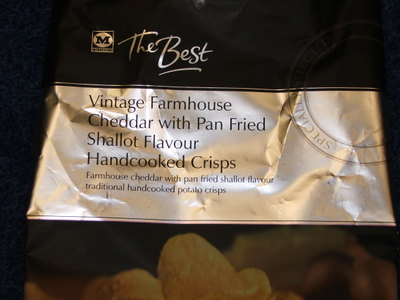 M
The Best
Vintage Farmhouse
Cheddar with Pan Fried
Shallot Flavour
Handcooked Crisps
Farmhouse cheddar with pan fried shallot flavour
traditional handcooked potato crisps